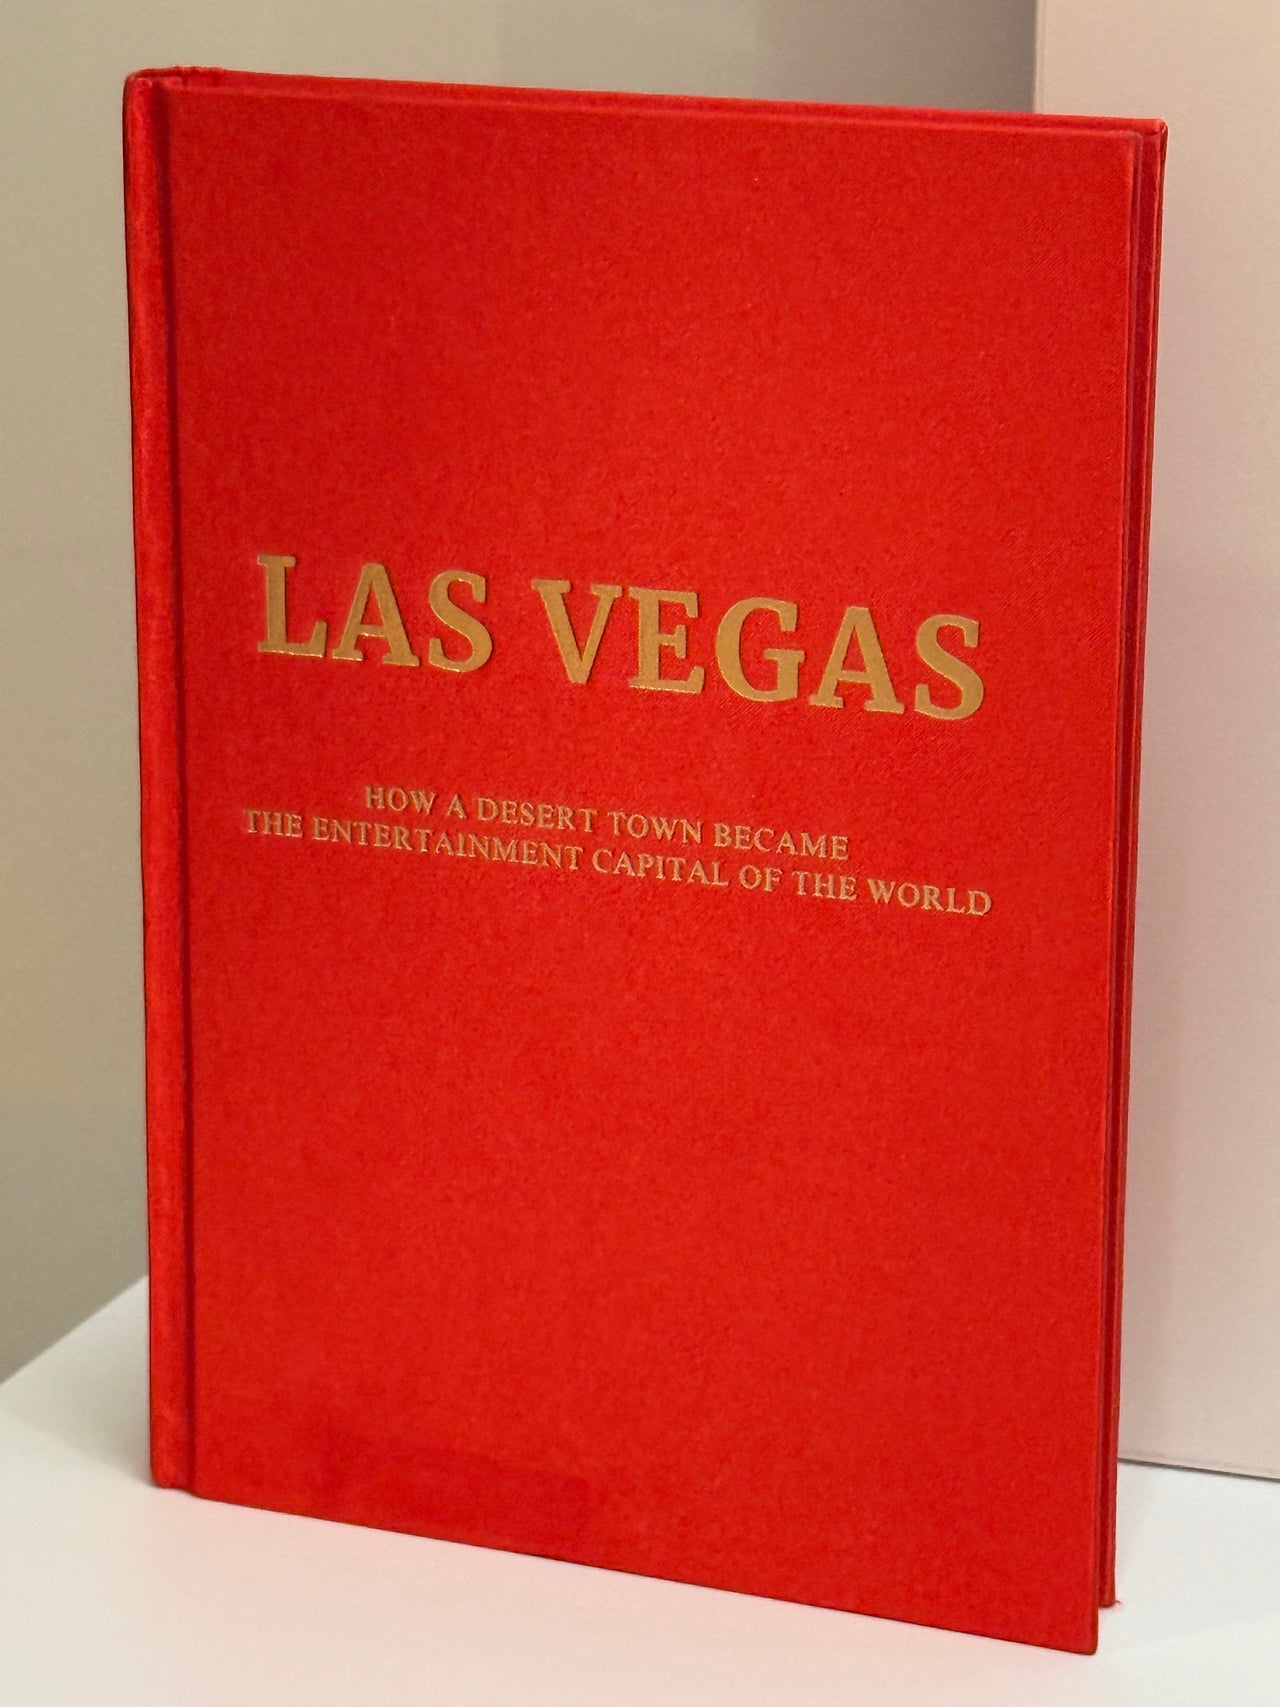 LAS VEGAS
HOW A DESERT TOWN BECAME
THE ENTERTAINMENT CAPITAL OF THE WORLD